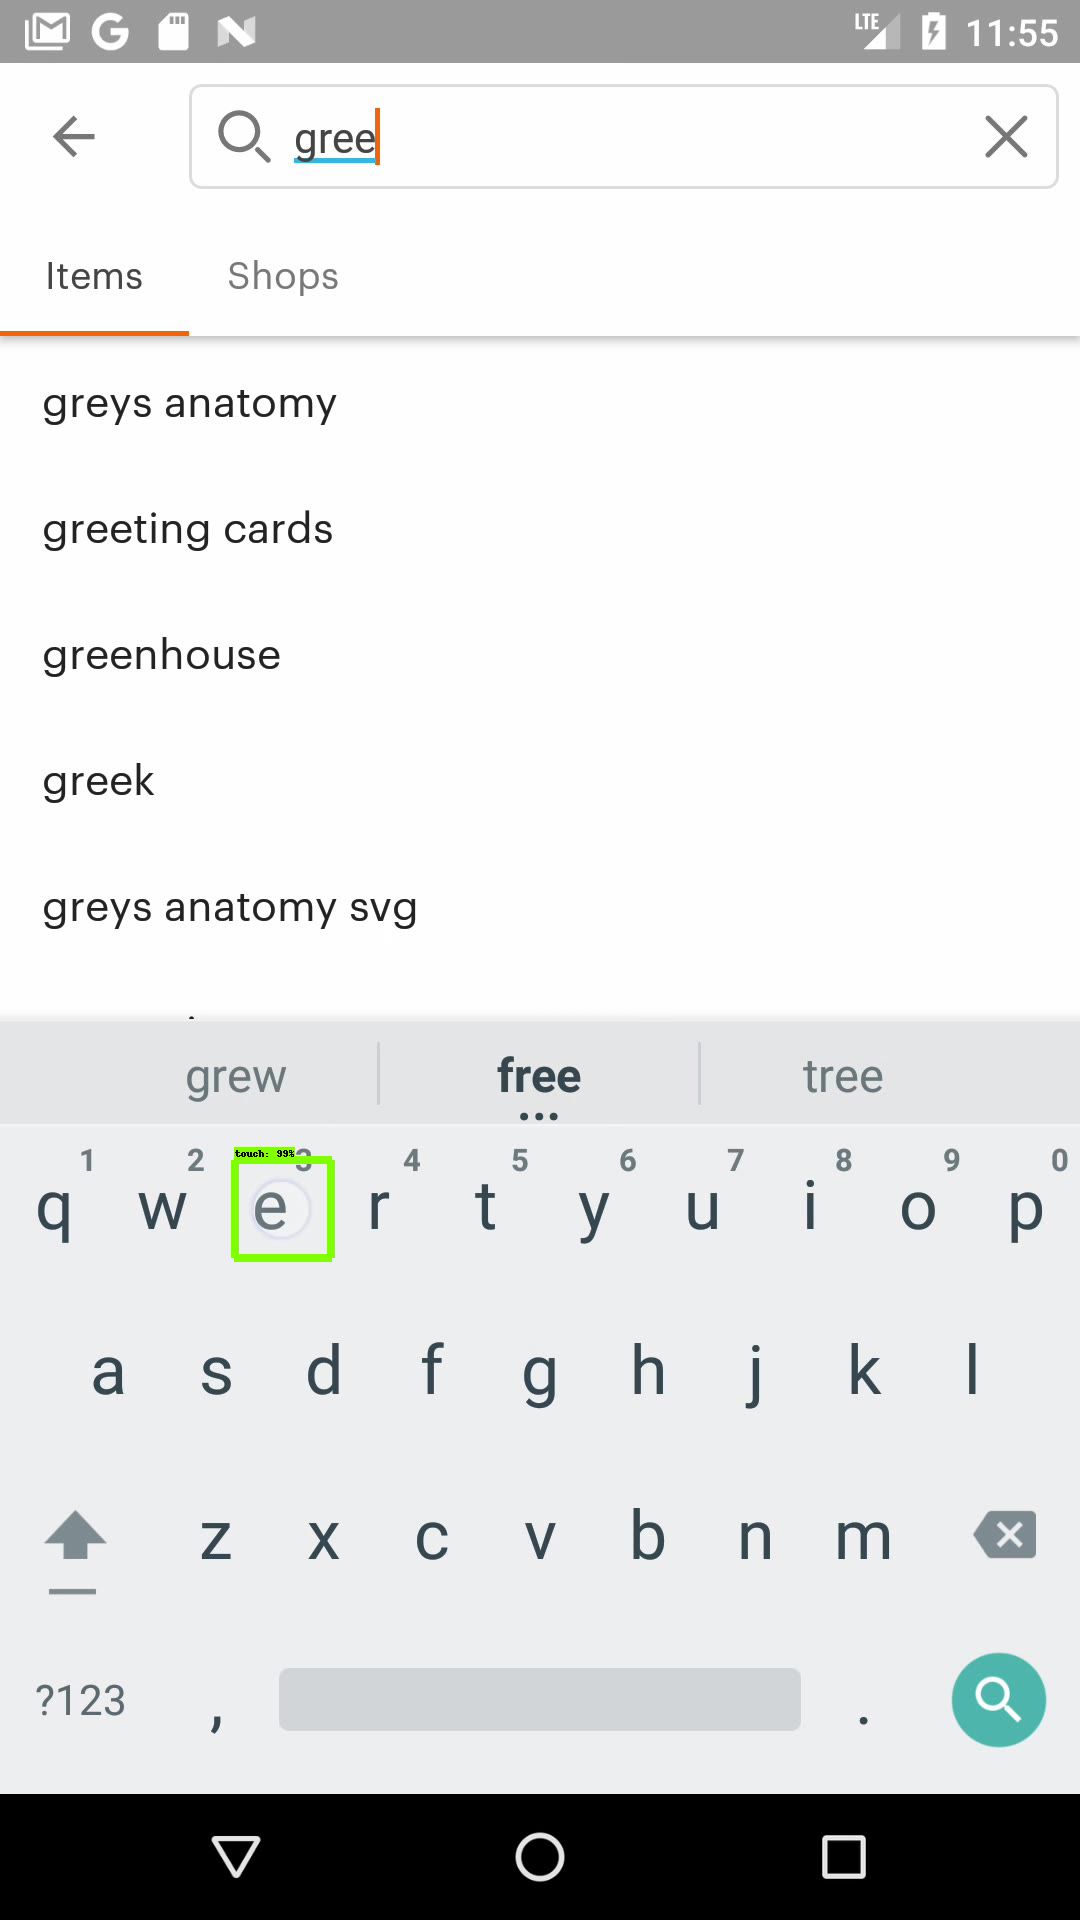 LTE 11:55
gree
Items Shops
greys anatomy
greeting cards
greenhouse
greek
greys anatomy svg
grew free tree
touch: 99%
1 2 3 4 5 6 7 8 9 0
q w e r t y u i o p
a s d f g h j k l
z x c v b n m
?123 , .